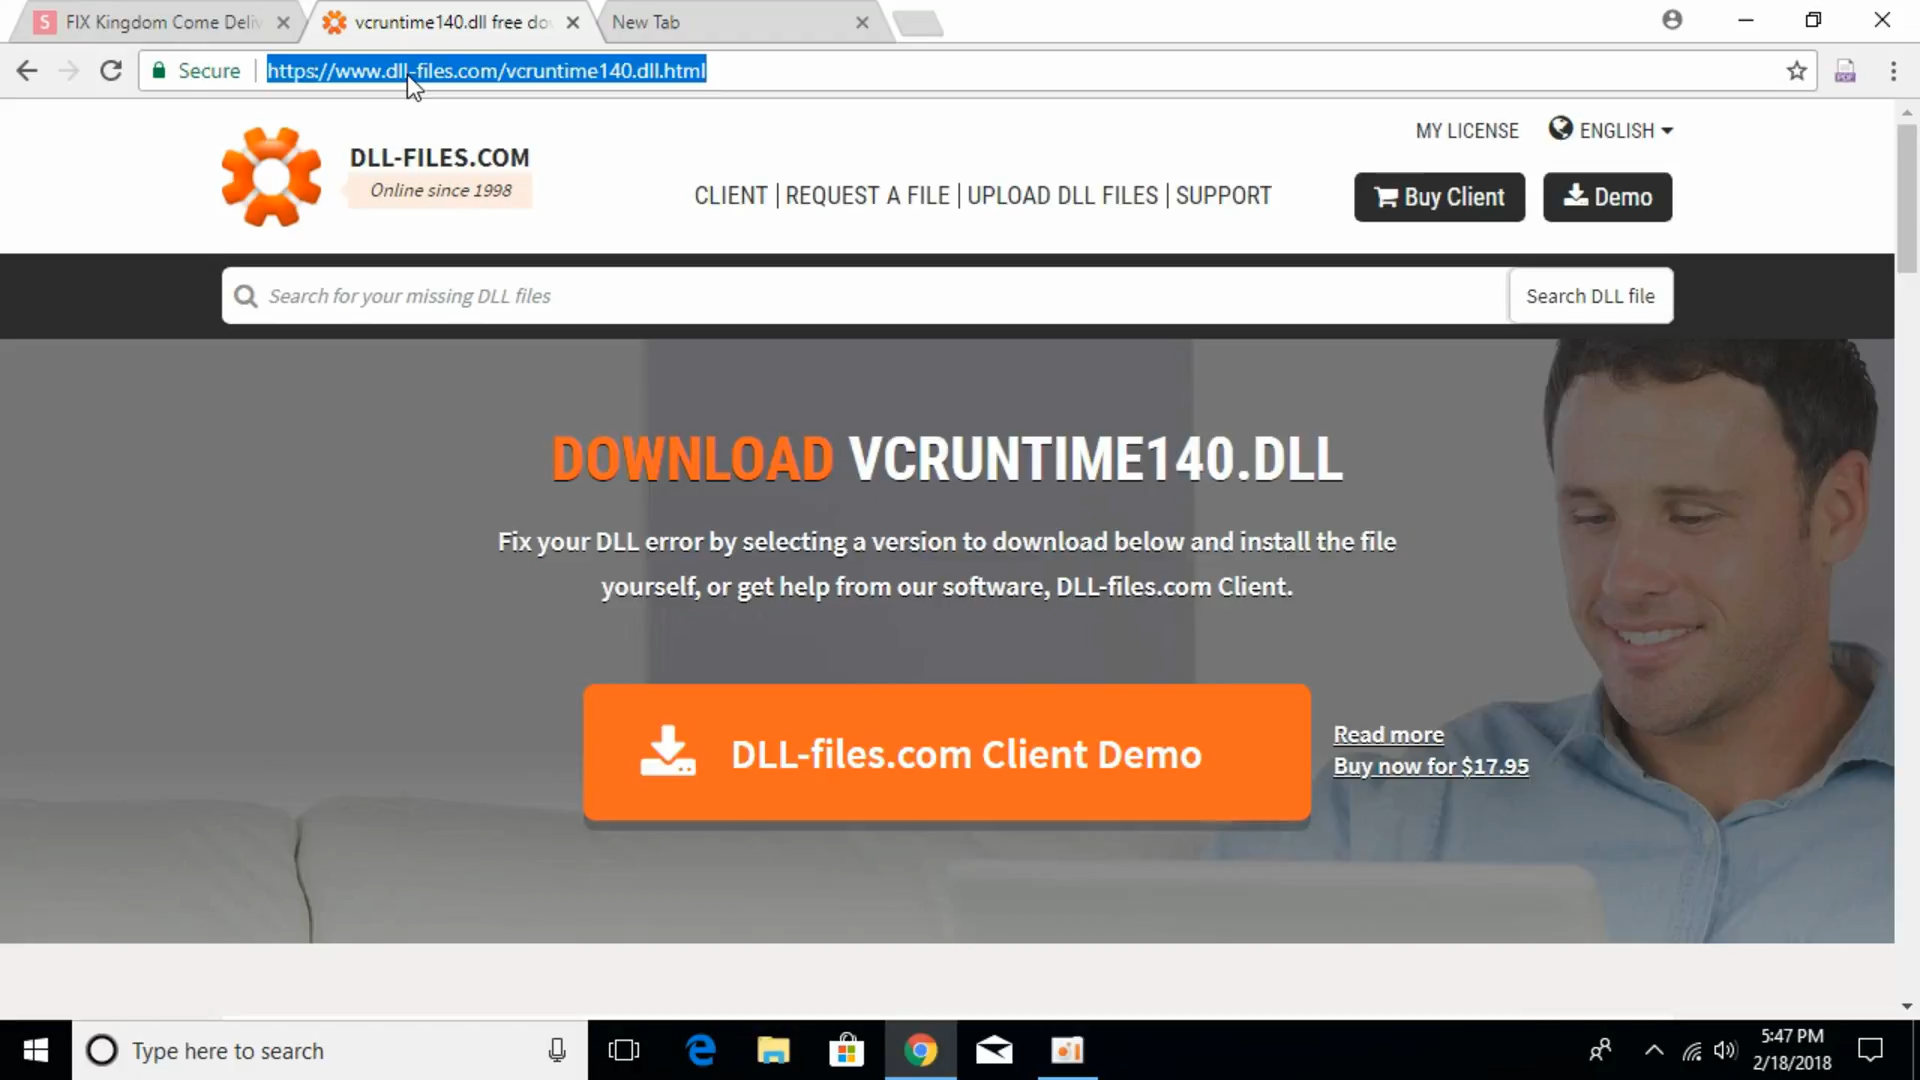 S FIX Kingdom Come Deliv
vcruntime140.dll free do
New Tab
Secure
https://www.dll-files.com/vcruntime140.dll.html
PDF
MY LICENSE
ENGLISH
DLL-FILES.COM
Online since 1998
CLIENT | REQUEST A FILE | UPLOAD DLL FILES | SUPPORT
Buy Client
Demo
Search for your missing DLL files
Search DLL file
DOWNLOAD VCRUNTIME140.DLL
Fix your DLL error by selecting a version to download below and install the file
yourself, or get help from our software, DLL-files.com Client.
DLL-files.com Client Demo
Read more
Buy now for $17.95
Type here to search
5:47 PM
2/18/2018